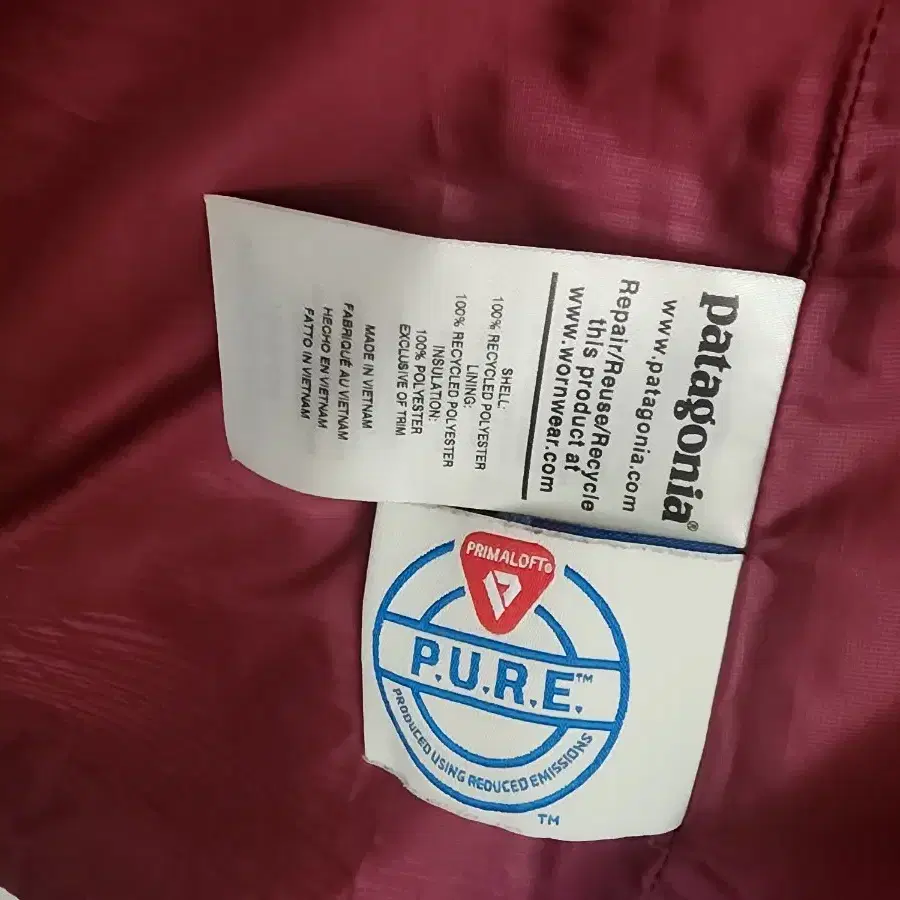 patagonia®
www.patagonia.com
Repair/Reuse/Recycle
this product at
www.wornwear.com
SHELL:
100% RECYCLED POLYESTER
LINING:
100% RECYCLED POLYESTER
INSULATION:
100% POLYESTER
EXCLUSIVE OF TRIM
MADE IN VIETNAM
FABRIQUÉ AU VIETNAM
HECHO EN VIETNAM
FATTO IN VIETNAM
PRIMALOFT®
P.U.R.E.™
PRODUCED USING REDUCED EMISSIONS
TM